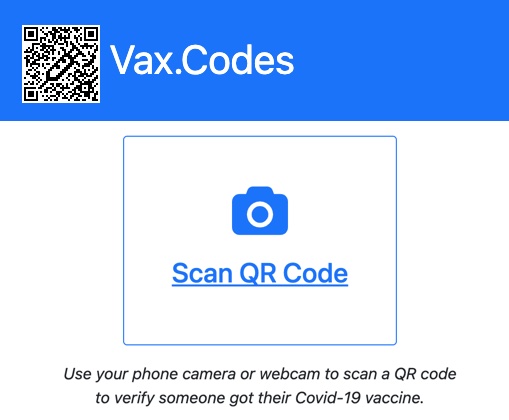 Vax.Codes
Scan QR Code
Use your phone camera or webcam to scan a QR code
to verify someone got their Covid-19 vaccine.